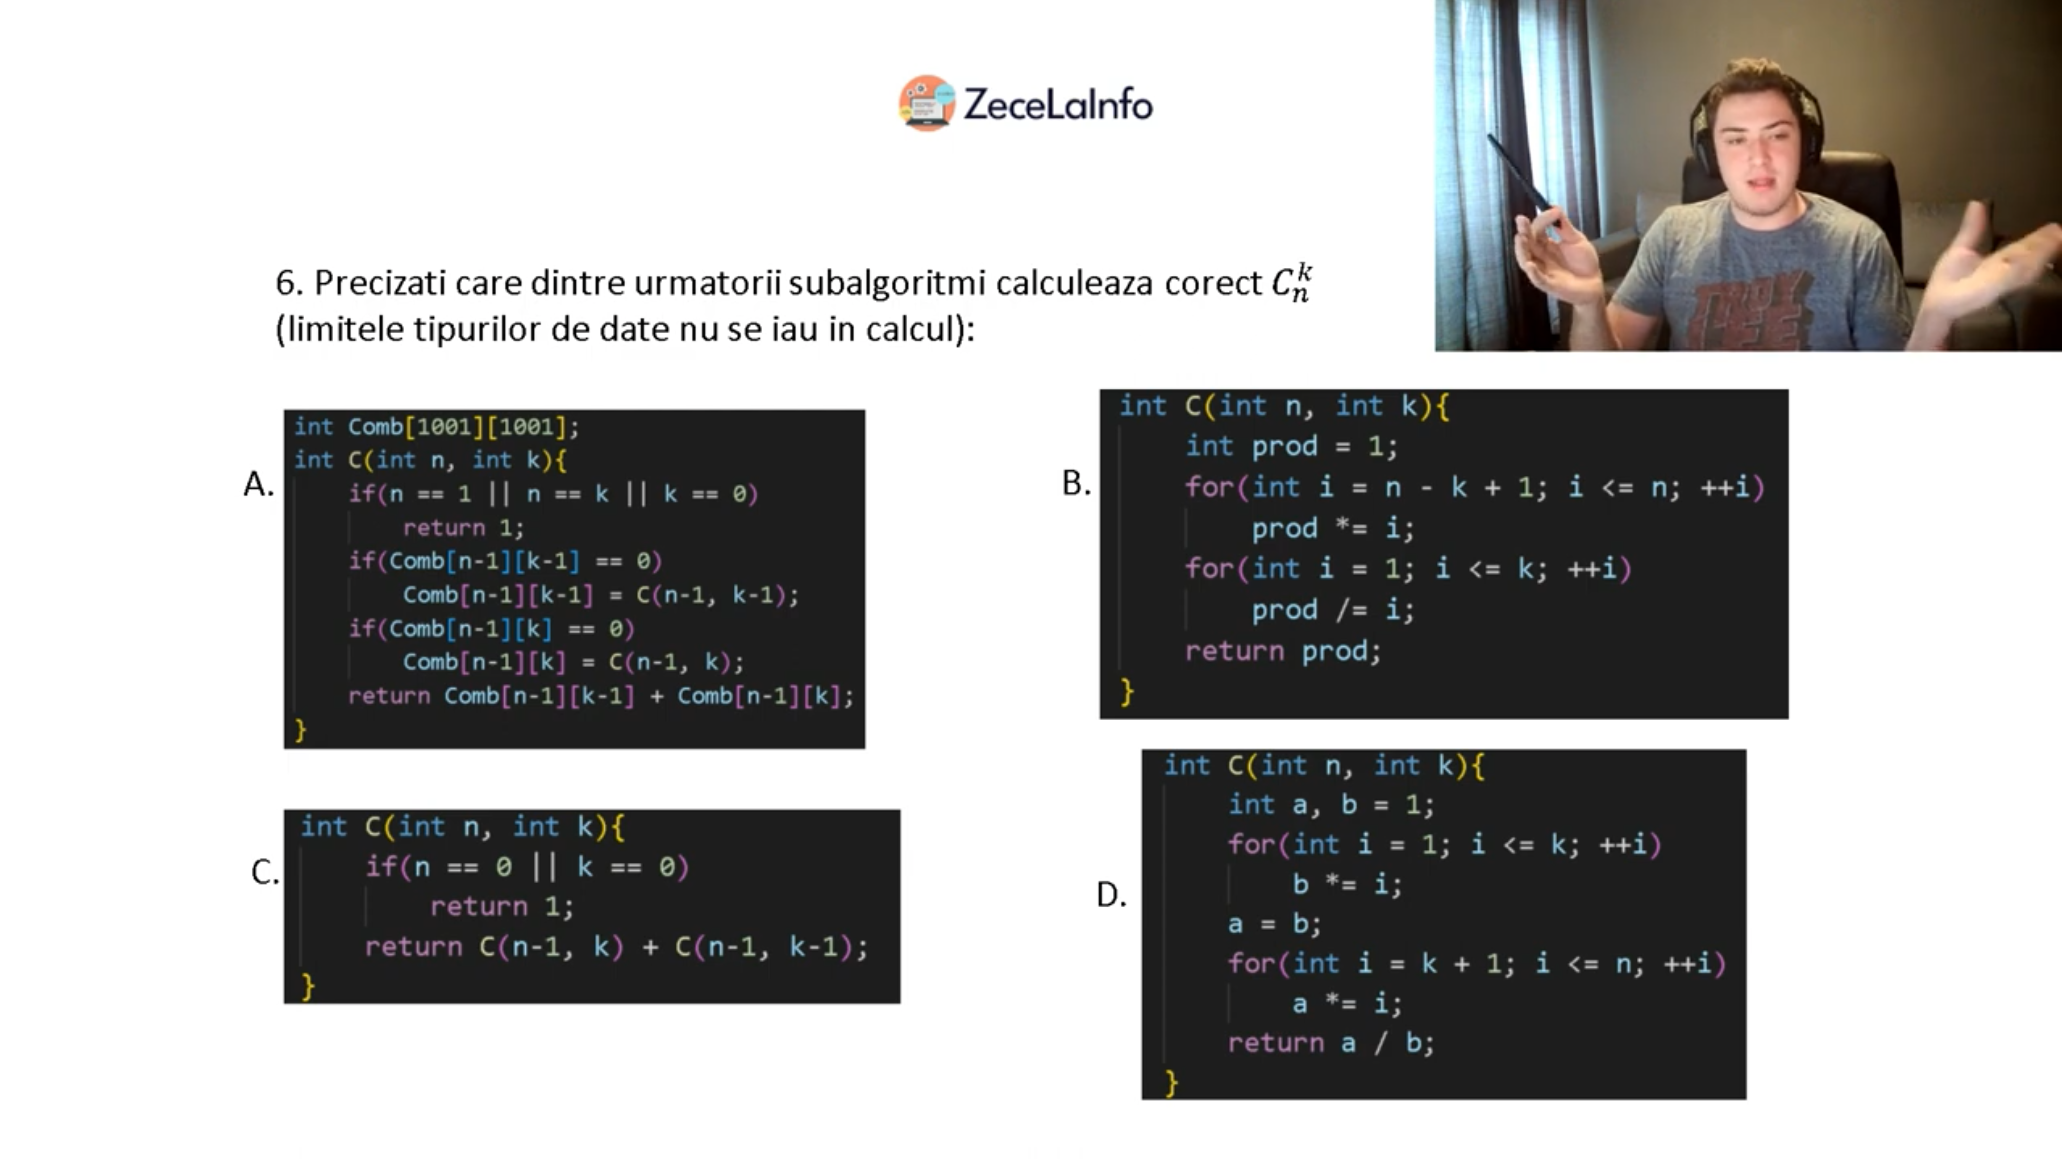 ZeceLaInfo
6. Precizati care dintre urmatorii subalgoritmi calculeaza corect C_n^k
(limitele tipurilor de date nu se iau in calcul):
A.
int Comb[1001][1001];
int C(int n, int k){
if(n == 1 || n == k || k == 0)
return 1;
if(Comb[n-1][k-1] == 0)
Comb[n-1][k-1] = C(n-1, k-1);
if(Comb[n-1][k] == 0)
Comb[n-1][k] = C(n-1, k);
return Comb[n-1][k-1] + Comb[n-1][k];
}
B.
int C(int n, int k){
int prod = 1;
for(int i = n - k + 1; i <= n; ++i)
prod *= i;
for(int i = 1; i <= k; ++i)
prod /= i;
return prod;
}
C.
int C(int n, int k){
if(n == 0 || k == 0)
return 1;
return C(n-1, k) + C(n-1, k-1);
}
D.
int C(int n, int k){
int a, b = 1;
for(int i = 1; i <= k; ++i)
b *= i;
a = b;
for(int i = k + 1; i <= n; ++i)
a *= i;
return a / b;
}